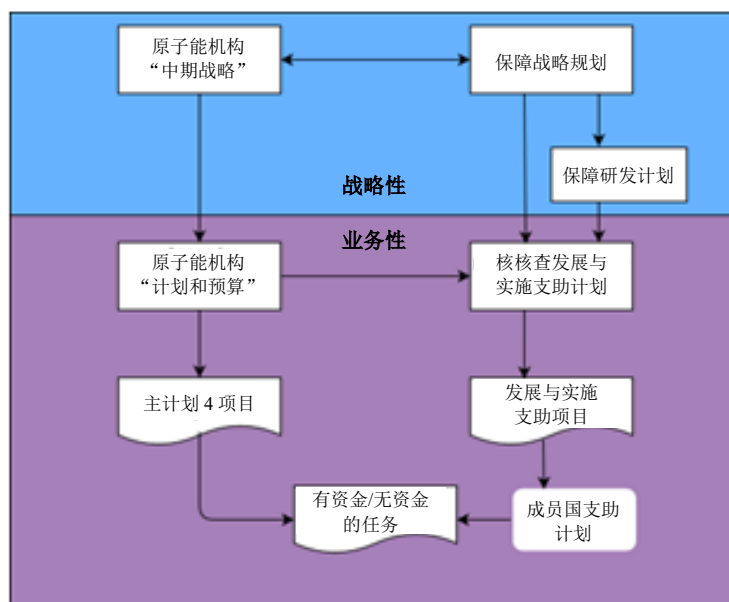 原子能机构
“中期战略”
保障战略规划
保障研发计划
战略性
业务性
原子能机构
“计划和预算”
核核查发展与
实施支助计划
主计划 4 项目
发展与实施
支助项目
有资金/无资金
的任务
成员国支助
计划